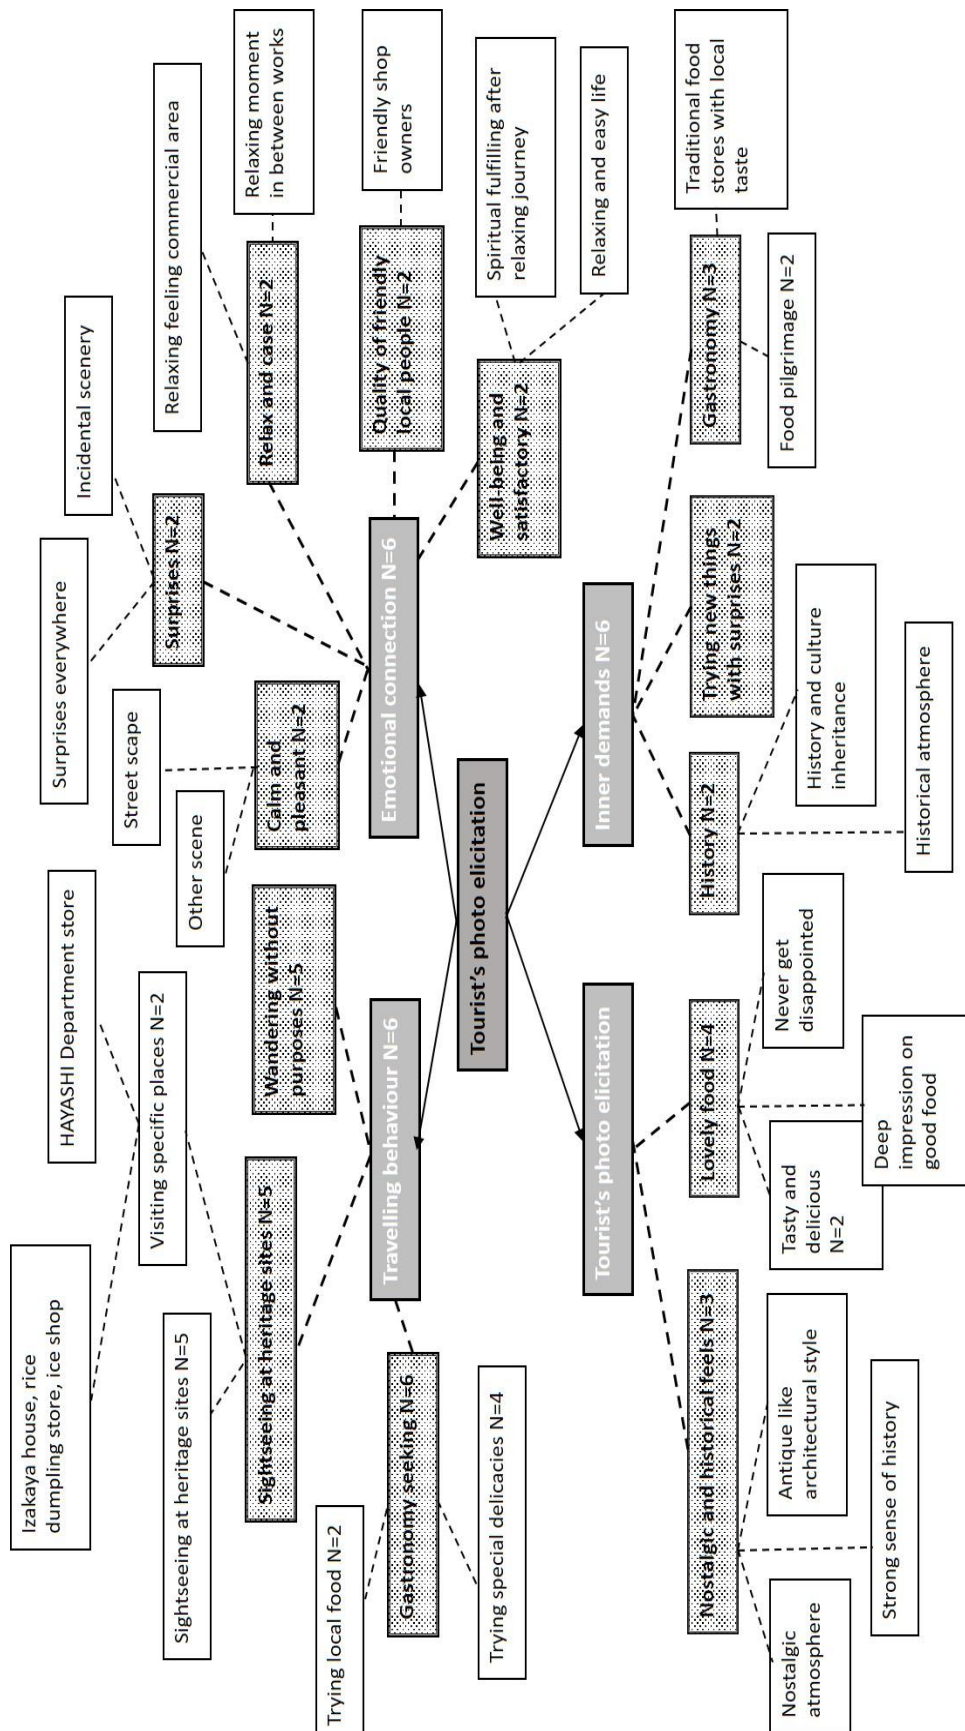 Izakaya house, rice
dumpling store, ice shop
HAYASHI Department store
Surprises everywhere
Incidental scenery
Visiting specific places N=2
Street scape
Relaxing feeling commercial area
Sightseeing at heritage sites N=5
Other scene
Surprises N=2
Relaxing moment
in between works
Sightseeing at heritage sites N=5
Wandering without
purposes N=5
Calm and
pleasant N=2
Relax and case N=2
Trying local food N=2
Gastronomy seeking N=6
Travelling behaviour N=6
Emotional connection N=6
Quality of friendly
local people N=2
Friendly shop
owners
Trying special delicacies N=4
Tourist's photo elicitation
Well-being and
satisfactory N=2
Spiritual fulfilling after
relaxing journey
Relaxing and easy life
Tourist's photo elicitation
Inner demands N=6
Nostalgic and historical feels N=3
Lovely food N=4
History N=2
Trying new things
with surprises N=2
Gastronomy N=3
Traditional food
stores with local
taste
Nostalgic
atmosphere
Antique like
architectural style
Tasty and
delicious
N=2
Never get
disappointed
History and culture
inheritance
Food pilgrimage N=2
Strong sense of history
Deep
impression on
good food
Historical atmosphere